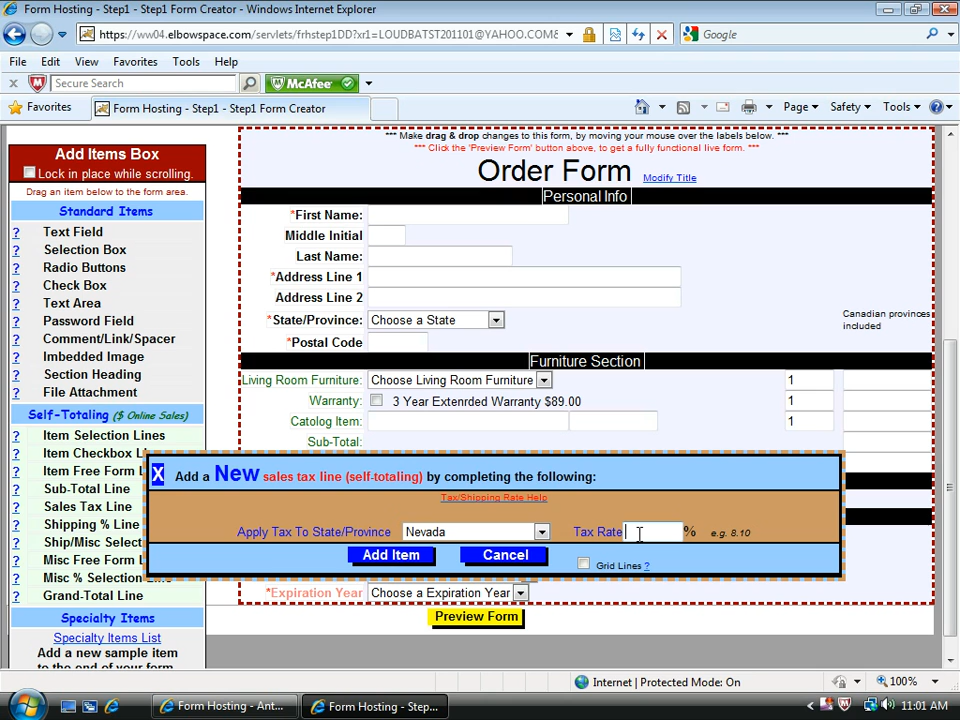 Form Hosting - Step1 - Step1 Form Creator - Windows Internet Explorer
https://ww04.elbowspace.com/servlets/frhstep1DD?xr1=LOUDBATST201101@YAHOO.COM&
Google
File Edit View Favorites Tools Help
X Secure Search McAfee
Favorites Form Hosting - Step1 - Step1 Form Creator Page Safety Tools
*** Make drag & drop changes to this form, by moving your mouse over the labels below. ***
*** Click the 'Preview Form' button above, to get a fully functional live form. ***
Order Form Modify Title
Personal Info
*First Name:
Middle Initial
Last Name:
*Address Line 1
Address Line 2
*State/Province: Choose a State
Canadian provinces
included
*Postal Code
Furniture Section
Living Room Furniture: Choose Living Room Furniture 1
Warranty: 3 Year Extenrded Warranty $89.00 1
Catolog Item: 1
Sub-Total:
*Expiration Year Choose a Expiration Year
Preview Form
Add Items Box
Lock in place while scrolling.
Drag an item below to the form area.
Standard Items
? Text Field
? Selection Box
? Radio Buttons
? Check Box
? Text Area
? Password Field
? Comment/Link/Spacer
? Imbedded Image
? Section Heading
? File Attachment
Self-Totaling ($ Online Sales)
? Item Selection Lines
? Item Checkbox L
? Item Free Form L
? Sub-Total Line
? Sales Tax Line
? Shipping % Line
? Ship/Misc Select
? Misc Free Form L
? Misc % Selection
? Grand-Total Line
Specialty Items
Specialty Items List
Add a new sample item
to the end of your form
X Add a New sales tax line (self-totaling) by completing the following:
Tax/Shipping Rate Help
Apply Tax To State/Province Nevada Tax Rate % e.g. 8.10
Add Item Cancel Grid Lines ?
Internet | Protected Mode: On 100%
Form Hosting - Ant... Form Hosting - Step... 11:01 AM